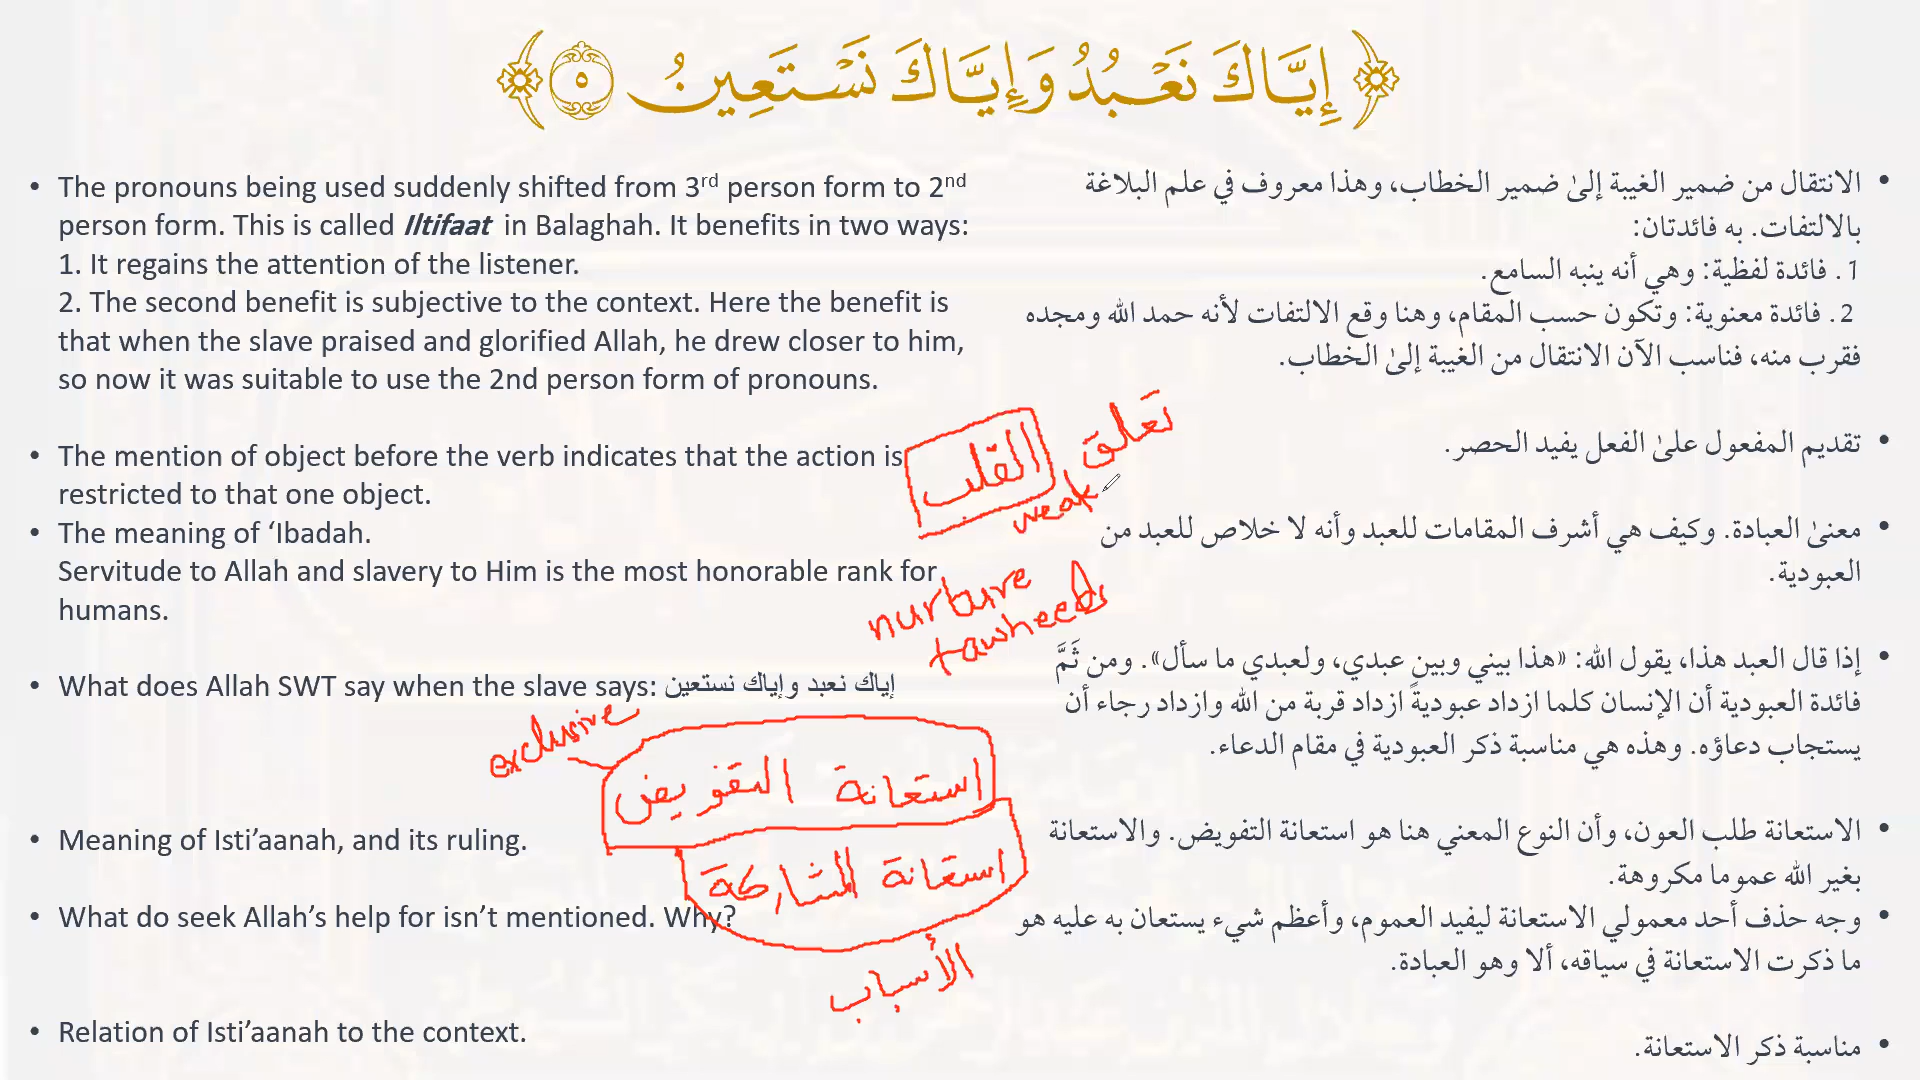 ﴿ إِيَّاكَ نَعْبُدُ وَإِيَّاكَ نَسْتَعِينُ ٥ ﴾
• The pronouns being used suddenly shifted from 3rd person form to 2nd
person form. This is called Iltifaat in Balaghah. It benefits in two ways:
1. It regains the attention of the listener.
2. The second benefit is subjective to the context. Here the benefit is
that when the slave praised and glorified Allah, he drew closer to him,
so now it was suitable to use the 2nd person form of pronouns.
• The mention of object before the verb indicates that the action is
restricted to that one object.
• The meaning of ‘Ibadah.
Servitude to Allah and slavery to Him is the most honorable rank for
humans.
• What does Allah SWT say when the slave says: إياك نعبد وإياك نستعين
• Meaning of Isti’aanah, and its ruling.
• What do seek Allah’s help for isn’t mentioned. Why?
• Relation of Isti’aanah to the context.
• الانتقال من ضمير الغيبة إلىٰ ضمير الخطاب، وهذا معروف في علم البلاغة
بالالتفات. به فائدتان:
1. فائدة لفظية: وهي أنه ينبه السامع.
2. فائدة معنوية: وتكون حسب المقام، وهنا وقع الالتفات لأنه حمد الله ومجده
فقرب منه، فناسب الآن الانتقال من الغيبة إلىٰ الخطاب.
• تقديم المفعول علىٰ الفعل يفيد الحصر.
• معنىٰ العبادة. وكيف هي أشرف المقامات للعبد وأنه لا خلاص للعبد من
العبودية.
• إذا قال العبد هذا، يقول الله: «هذا بيني وبين عبدي، ولعبدي ما سأل». ومن ثَمَّ
فائدة العبودية أن الإنسان كلما ازداد عبوديةً ازداد قربة من الله وازداد رجاء أن
يستجاب دعاؤه. وهذه هي مناسبة ذكر العبودية في مقام الدعاء.
• الاستعانة طلب العون، وأن النوع المعني هنا هو استعانة التفويض. والاستعانة
بغير الله عموما مكروهة.
• وجه حذف أحد معمولي الاستعانة ليفيد العموم، وأعظم شيء يستعان به عليه هو
ما ذكرت الاستعانة في سياقه، ألا وهو العبادة.
• مناسبة ذكر الاستعانة.
تَعلق
القلب
weak
nurture
tawheed
exclusive
استعانة التفويض
استعانة المشاركة
الأسباب